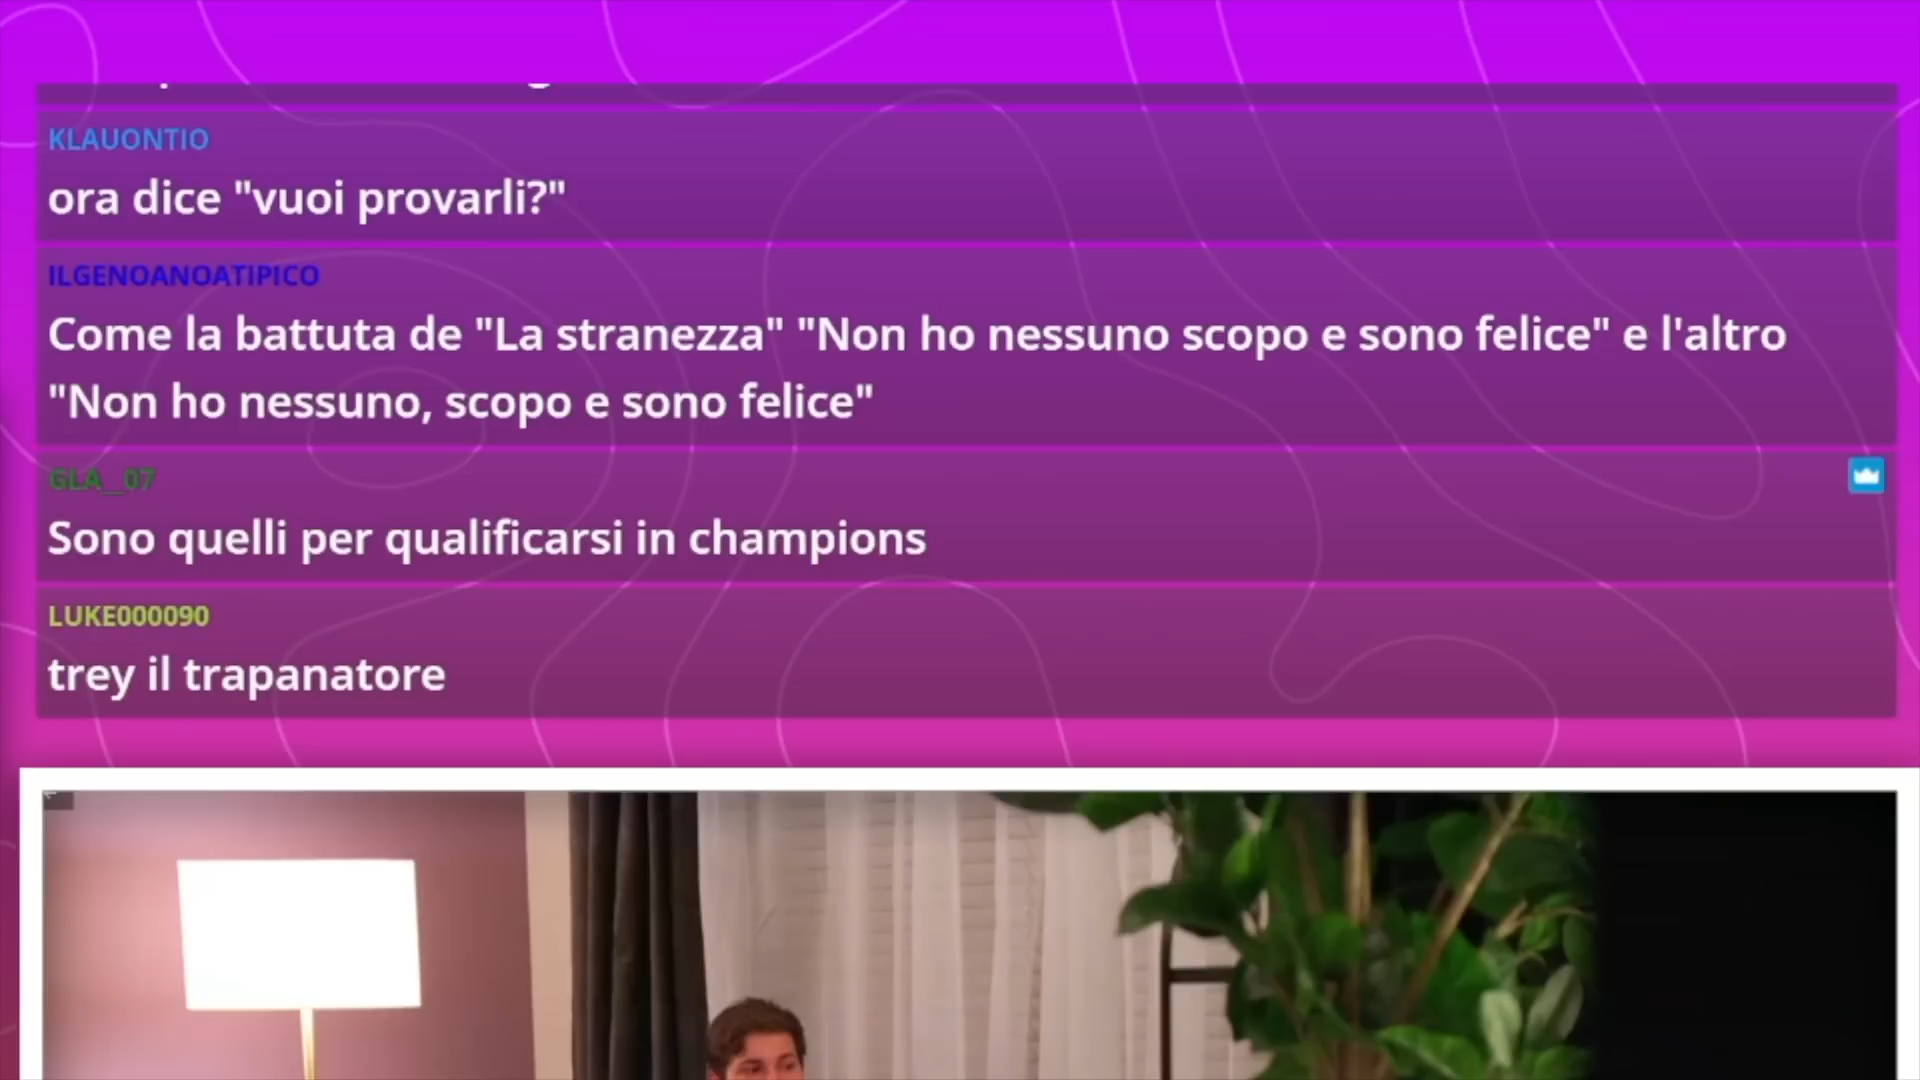 KLAUONTIO
ora dice "vuoi provarli?"
ILGENOANOATIPICO
Come la battuta de "La stranezza" "Non ho nessuno scopo e sono felice" e l'altro
"Non ho nessuno, scopo e sono felice"
GLA__07
Sono quelli per qualificarsi in champions
LUKE000090
trey il trapanatore